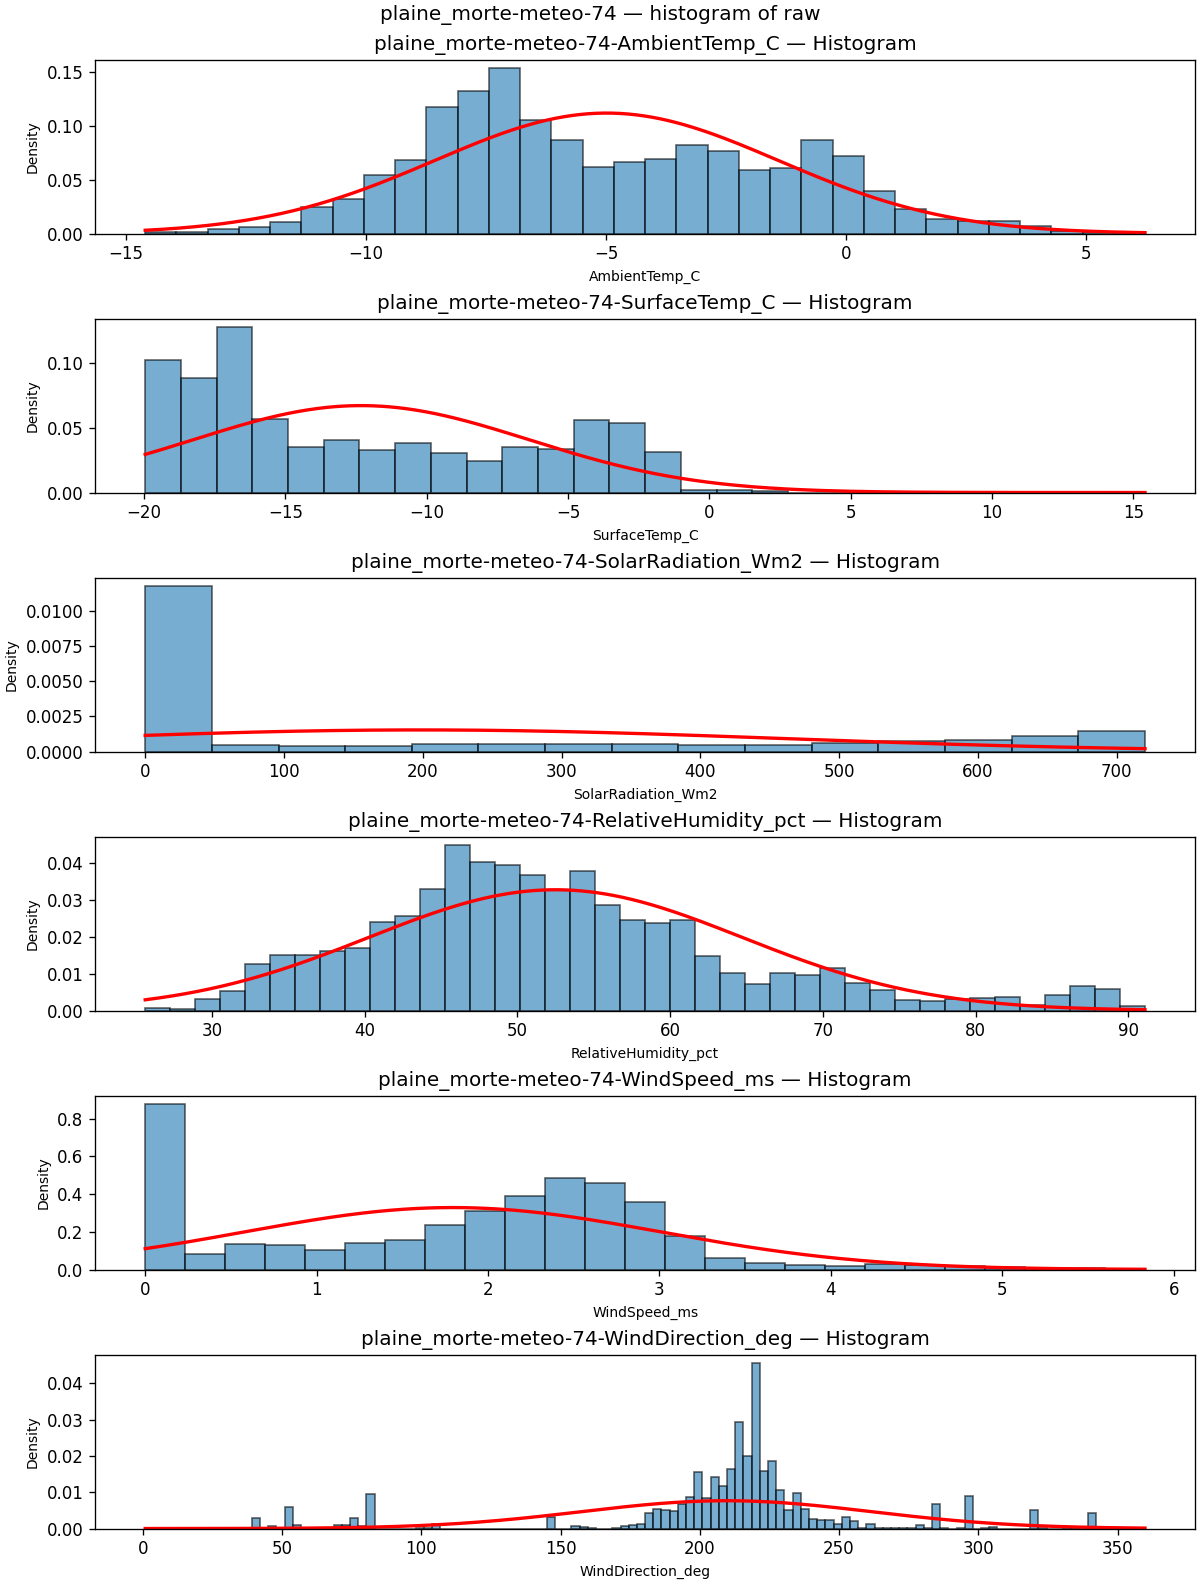 plaine_morte-meteo-74 — histogram of raw
plaine_morte-meteo-74-AmbientTemp_C — Histogram
0.15
0.10
0.05
0.00
Density
−15 −10 −5 0 5
AmbientTemp_C
plaine_morte-meteo-74-SurfaceTemp_C — Histogram
0.10
0.05
0.00
Density
−20 −15 −10 −5 0 5 10 15
SurfaceTemp_C
plaine_morte-meteo-74-SolarRadiation_Wm2 — Histogram
0.0100
0.0075
0.0050
0.0025
0.0000
Density
0 100 200 300 400 500 600 700
SolarRadiation_Wm2
plaine_morte-meteo-74-RelativeHumidity_pct — Histogram
0.04
0.03
0.02
0.01
0.00
Density
30 40 50 60 70 80 90
RelativeHumidity_pct
plaine_morte-meteo-74-WindSpeed_ms — Histogram
0.8
0.6
0.4
0.2
0.0
Density
0 1 2 3 4 5 6
WindSpeed_ms
plaine_morte-meteo-74-WindDirection_deg — Histogram
0.04
0.03
0.02
0.01
0.00
Density
0 50 100 150 200 250 300 350
WindDirection_deg